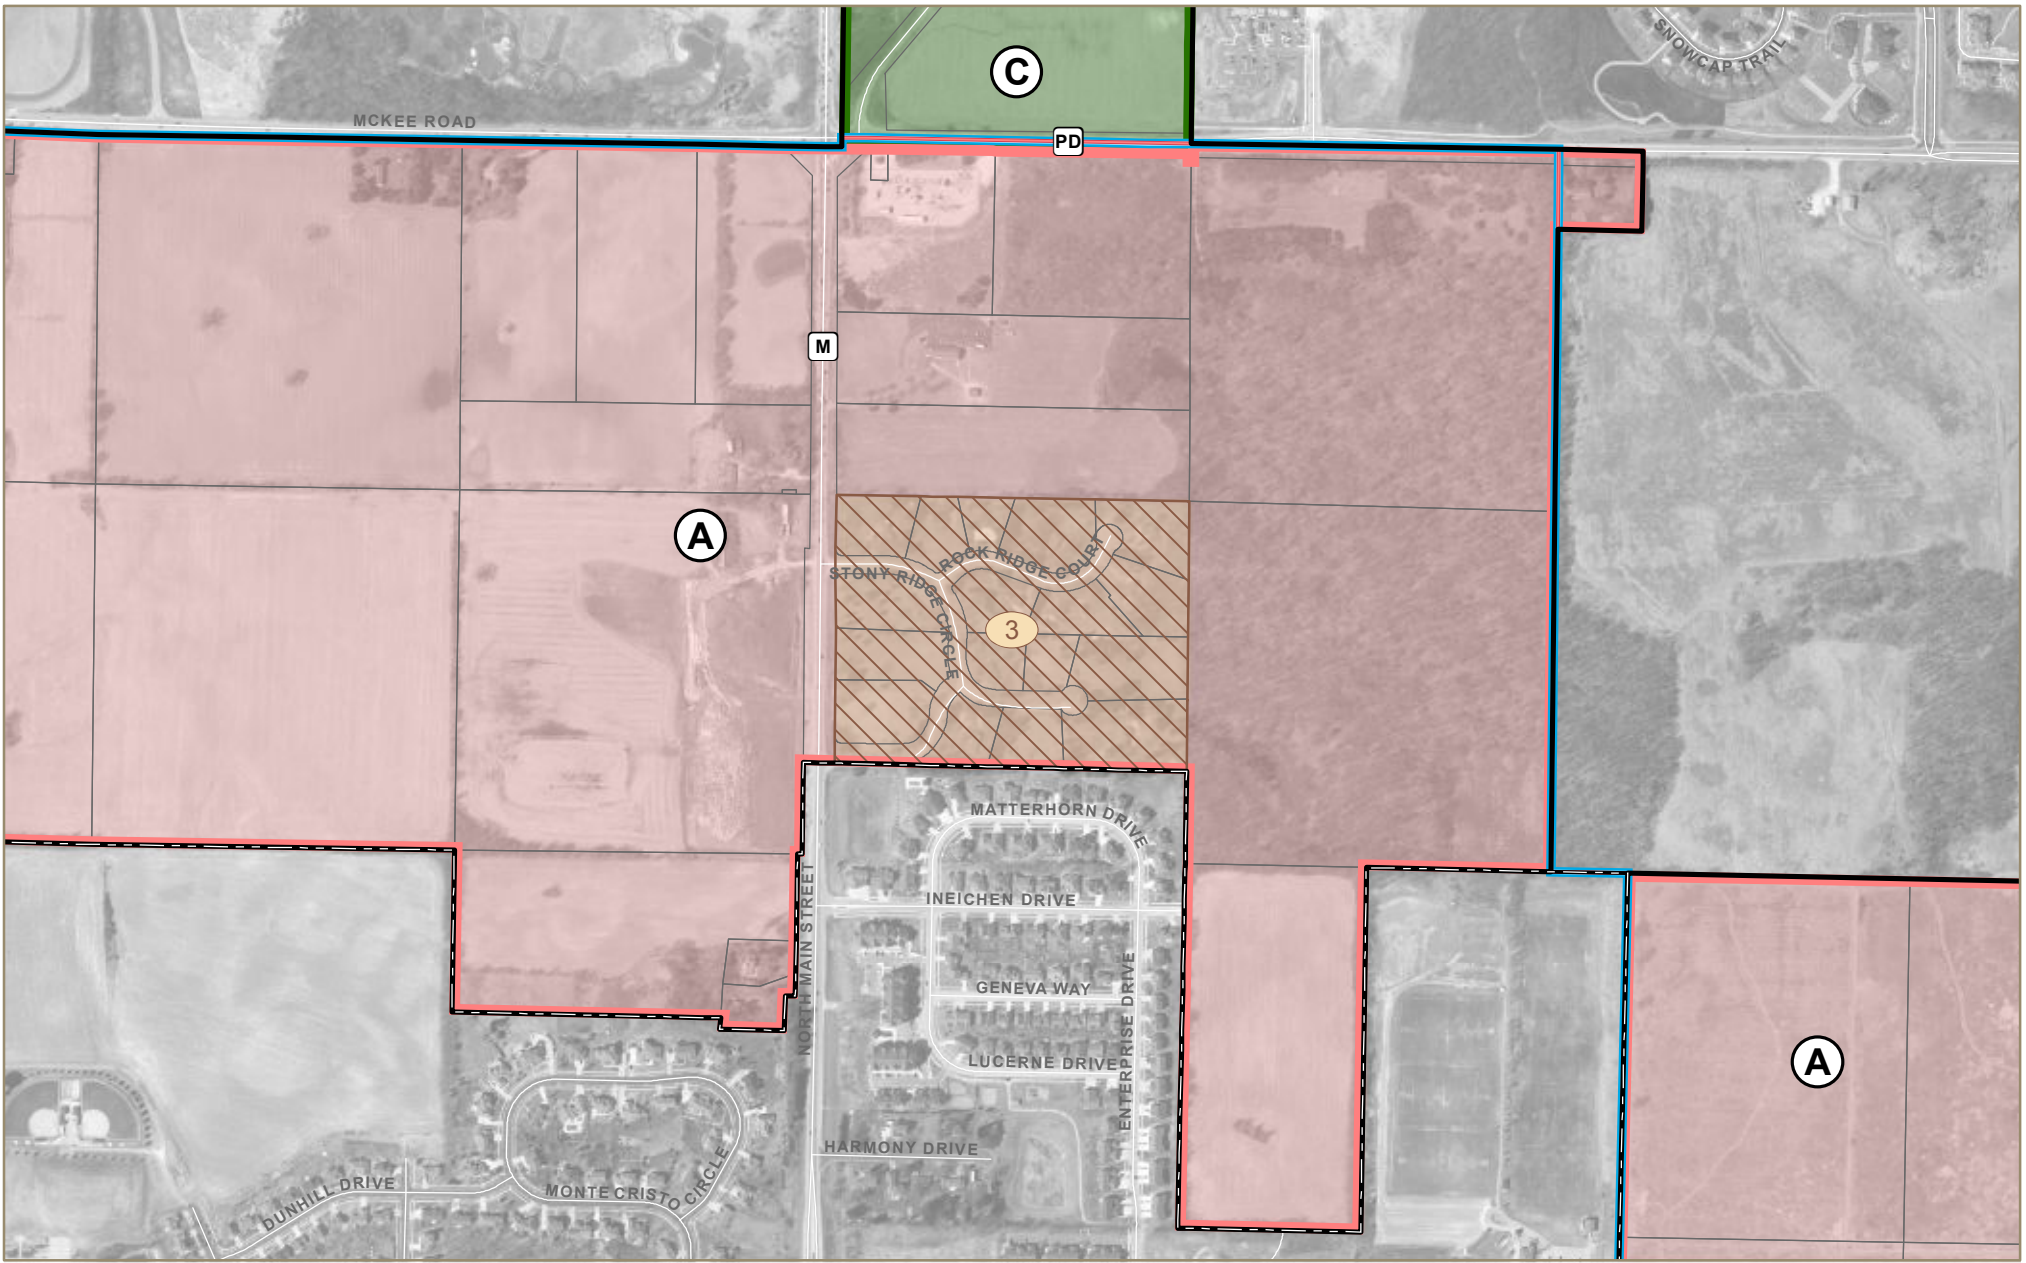 SNOWCAP TRAIL
C
MCKEE ROAD
PD
M
A
ROCK RIDGE COURT
STONY RIDGE CIRCLE
3
MATTERHORN DRIVE
INEICHEN DRIVE
NORTH MAIN STREET
GENEVA WAY
ENTERPRISE DRIVE
LUCERNE DRIVE
A
HARMONY DRIVE
DUNHILL DRIVE
MONTE CRISTO CIRCLE